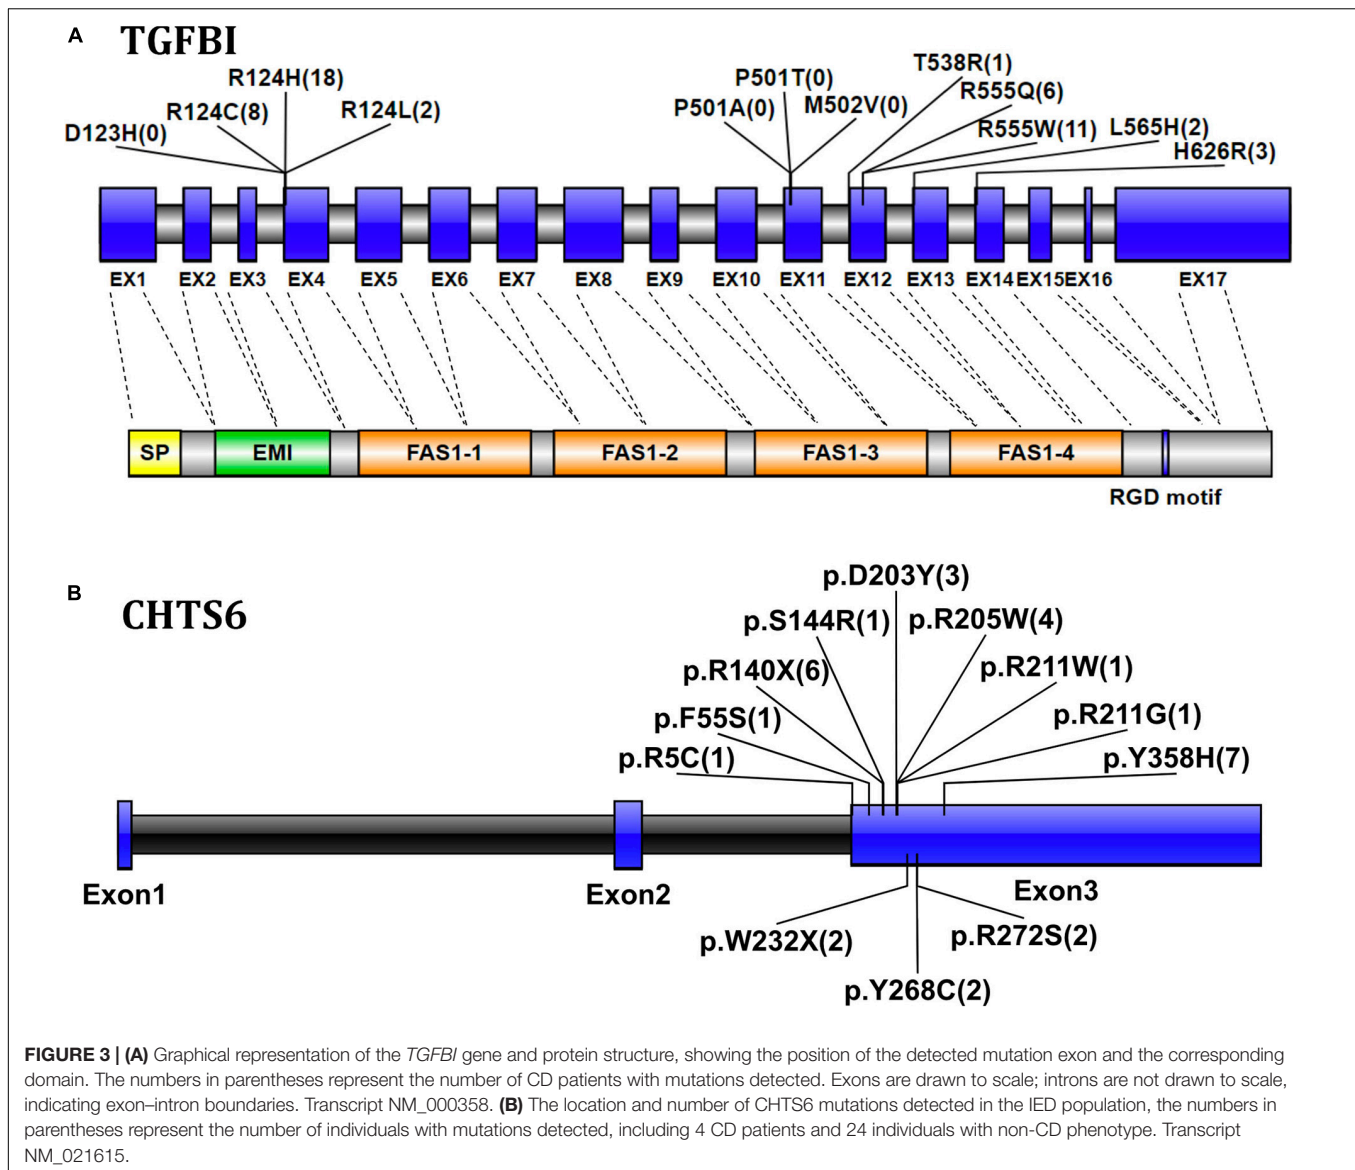 A TGFBI
R124H(18)
P501T(0)
T538R(1)
R124C(8)
R124L(2)
P501A(0)
M502V(0)
R555Q(6)
D123H(0)
R555W(11)
L565H(2)
H626R(3)
EX1 EX2 EX3 EX4 EX5 EX6 EX7 EX8 EX9 EX10 EX11 EX12 EX13 EX14 EX15 EX16 EX17
SP EMI FAS1-1 FAS1-2 FAS1-3 FAS1-4
RGD motif
B CHTS6
p.D203Y(3)
p.S144R(1) p.R205W(4)
p.R140X(6) p.R211W(1)
p.F55S(1) p.R211G(1)
p.R5C(1) p.Y358H(7)
Exon1 Exon2 Exon3
p.W232X(2) p.R272S(2)
p.Y268C(2)
FIGURE 3 | (A) Graphical representation of the TGFBI gene and protein structure, showing the position of the detected mutation exon and the corresponding
domain. The numbers in parentheses represent the number of CD patients with mutations detected. Exons are drawn to scale; introns are not drawn to scale,
indicating exon–intron boundaries. Transcript NM_000358. (B) The location and number of CHTS6 mutations detected in the IED population, the numbers in
parentheses represent the number of individuals with mutations detected, including 4 CD patients and 24 individuals with non-CD phenotype. Transcript
NM_021615.